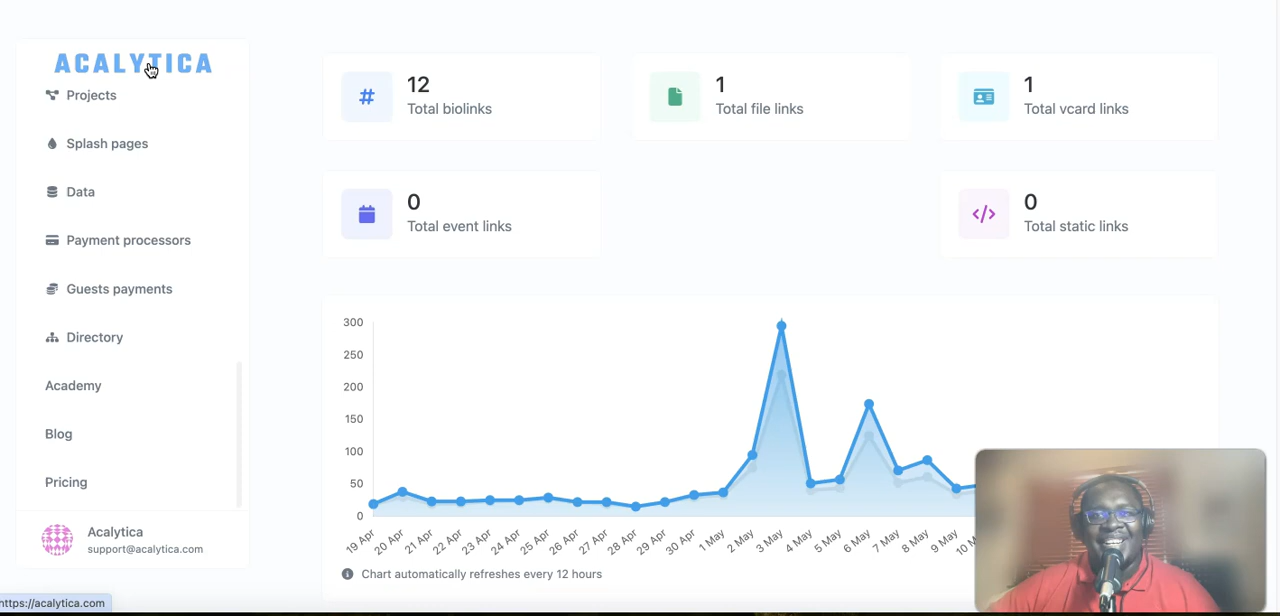 ACALYTICA
Projects
Splash pages
Data
Payment processors
Guests payments
Directory
Academy
Blog
Pricing
Acalytica
support@acalytica.com
https://acalytica.com
# 12
Total biolinks
1
Total file links
1
Total vcard links
0
Total event links
</> 0
Total static links
300
250
200
150
100
50
0
19 Apr
20 Apr
21 Apr
22 Apr
23 Apr
24 Apr
25 Apr
26 Apr
27 Apr
28 Apr
29 Apr
30 Apr
1 May
2 May
3 May
4 May
5 May
6 May
7 May
8 May
9 May
10 M
Chart automatically refreshes every 12 hours